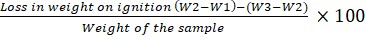 Loss in weight on ignition (W2−W1)−(W3−W2)
Weight of the sample
× 100